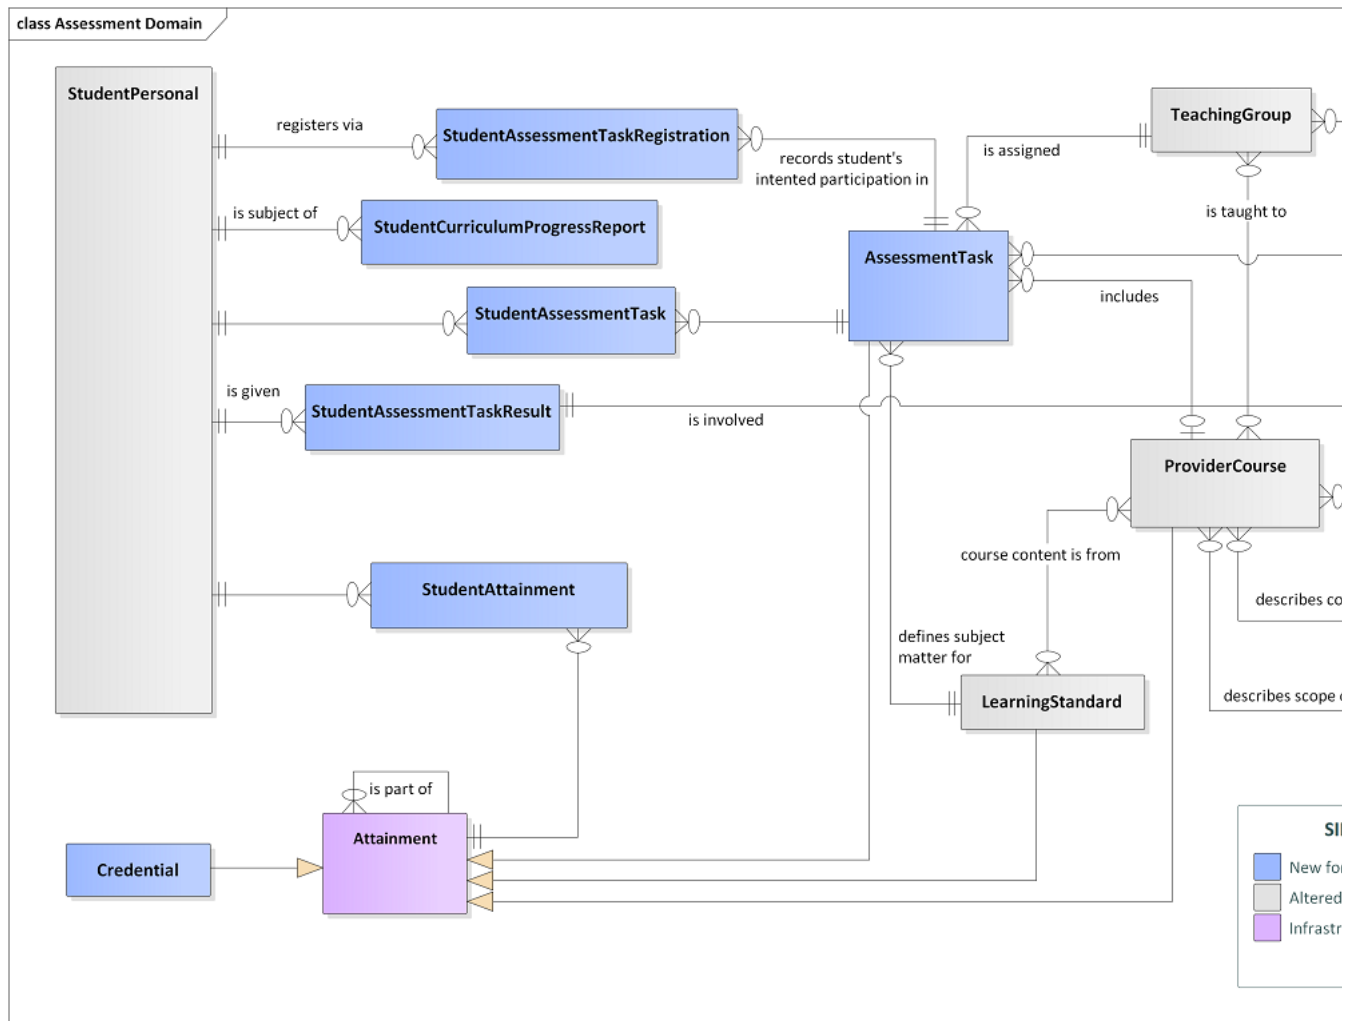 class Assessment Domain
StudentPersonal
registers via
StudentAssessmentTaskRegistration
records student's
intented participation in
is assigned
TeachingGroup
is taught to
is subject of
StudentCurriculumProgressReport
AssessmentTask
includes
StudentAssessmentTask
is given
StudentAssessmentTaskResult
is involved
ProviderCourse
course content is from
StudentAttainment
describes co
defines subject
matter for
LearningStandard
describes scope
is part of
Attainment
Credential
SI
New fo
Altered
Infrastr